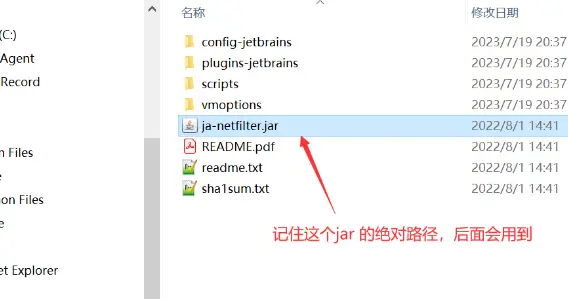 名称 修改日期
(C:)
Agent
Record
m Files
on Files
et Explorer
config-jetbrains 2023/7/19 20:37
plugins-jetbrains 2023/7/19 20:37
scripts 2023/7/19 20:37
vmoptions 2023/7/19 20:37
ja-netfilter.jar 2022/8/1 14:41
README.pdf 2022/8/1 14:41
readme.txt 2022/8/1 14:41
sha1sum.txt 2022/8/1 14:41
记住这个jar 的绝对路径，后面会用到